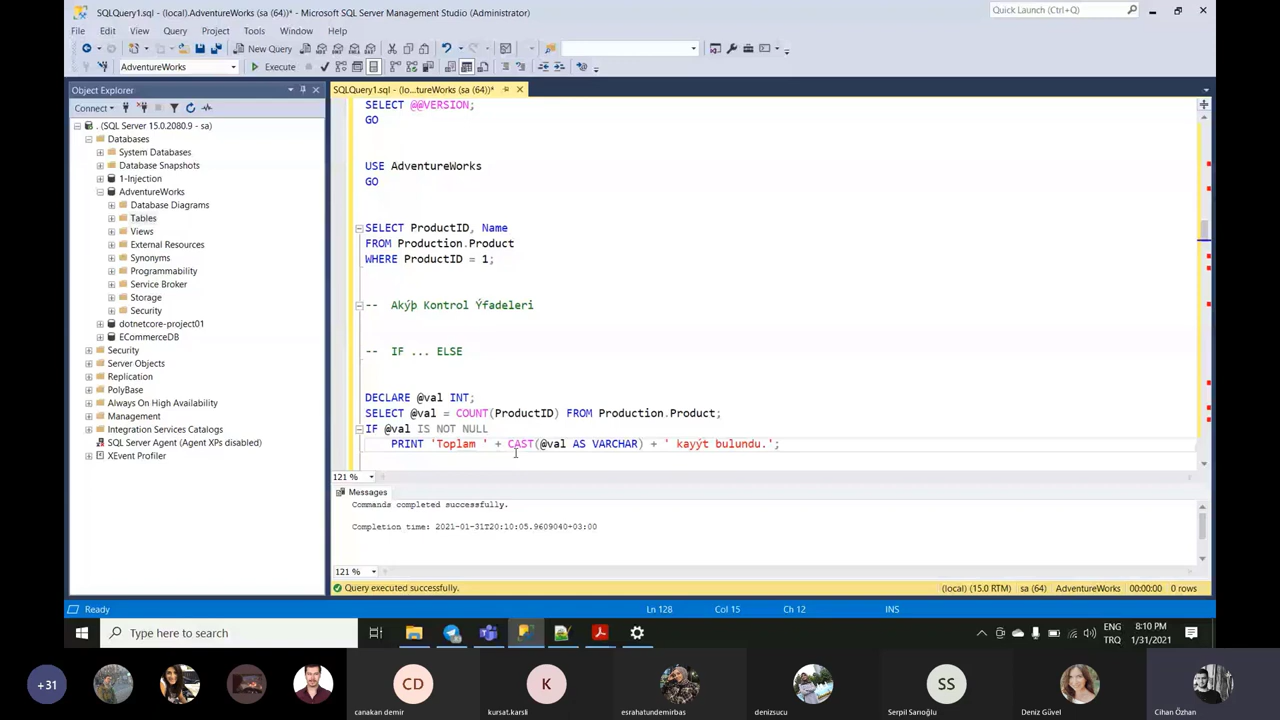 SQLQuery1.sql - (local).AdventureWorks (sa (64))* - Microsoft SQL Server Management Studio (Administrator)
Quick Launch (Ctrl+Q)
File Edit View Query Project Tools Window Help
New Query
AdventureWorks
Execute
Object Explorer
SQLQuery1.sql - (lo...tureWorks (sa (64))*
Connect
. (SQL Server 15.0.2080.9 - sa)
Databases
System Databases
Database Snapshots
1-Injection
AdventureWorks
Database Diagrams
Tables
Views
External Resources
Synonyms
Programmability
Service Broker
Storage
Security
dotnetcore-project01
ECommerceDB
Security
Server Objects
Replication
PolyBase
Always On High Availability
Management
Integration Services Catalogs
SQL Server Agent (Agent XPs disabled)
XEvent Profiler
SELECT @@VERSION;
GO
USE AdventureWorks
GO
SELECT ProductID, Name
FROM Production.Product
WHERE ProductID = 1;
-- Akýþ Kontrol Ýfadeleri
-- IF ... ELSE
DECLARE @val INT;
SELECT @val = COUNT(ProductID) FROM Production.Product;
IF @val IS NOT NULL
PRINT 'Toplam ' + CAST(@val AS VARCHAR) + ' kayýt bulundu.';
121 %
Messages
Commands completed successfully.
Completion time: 2021-01-31T20:10:05.9609040+03:00
121 %
Query executed successfully.
(local) (15.0 RTM) sa (64) AdventureWorks 00:00:00 0 rows
Ready
Ln 128 Col 15 Ch 12 INS
Type here to search
ENG
TRQ
8:10 PM
1/31/2021
+31
CD
K
SS
canakan demir
kursat.karsli
esrahatundemirbas
denizsucu
Serpil Sarıoğlu
Deniz Güvel
Cihan Özhan